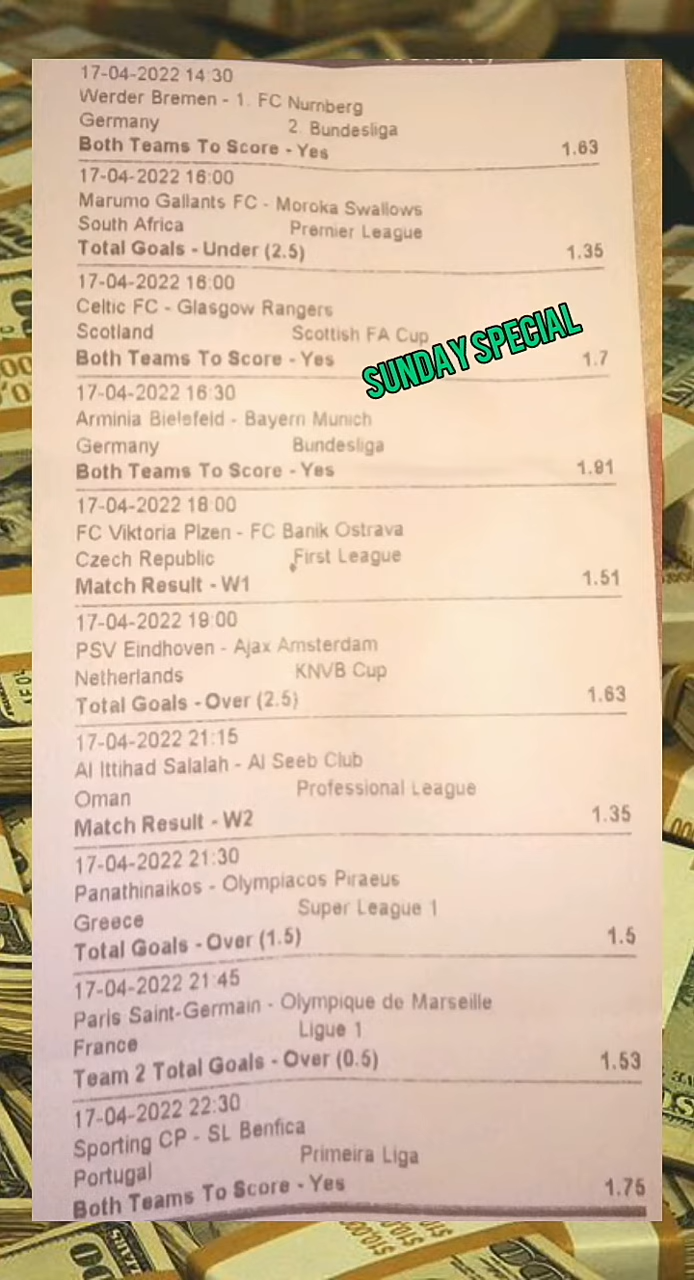 17-04-2022 14:30
Werder Bremen - 1. FC Nurnberg
Germany 2. Bundesliga
Both Teams To Score - Yes 1.63
17-04-2022 16:00
Marumo Gallants FC - Moroka Swallows
South Africa Premier League
Total Goals - Under (2.5) 1.35
17-04-2022 16:00
Celtic FC - Glasgow Rangers
Scotland Scottish FA Cup
SUNDAY SPECIAL
Both Teams To Score - Yes 1.7
17-04-2022 16:30
Arminia Bielefeld - Bayern Munich
Germany Bundesliga
Both Teams To Score - Yes 1.91
17-04-2022 18:00
FC Viktoria Plzen - FC Banik Ostrava
Czech Republic First League
Match Result - W1 1.51
17-04-2022 19:00
PSV Eindhoven - Ajax Amsterdam
Netherlands KNVB Cup
Total Goals - Over (2.5) 1.63
17-04-2022 21:15
Al Ittihad Salalah - Al Seeb Club
Oman Professional League
Match Result - W2 1.35
17-04-2022 21:30
Panathinaikos - Olympiacos Piraeus
Greece Super League 1
Total Goals - Over (1.5) 1.5
17-04-2022 21:45
Paris Saint-Germain - Olympique de Marseille
France Ligue 1
Team 2 Total Goals - Over (0.5) 1.53
17-04-2022 22:30
Sporting CP - SL Benfica
Portugal Primeira Liga
Both Teams To Score - Yes 1.75